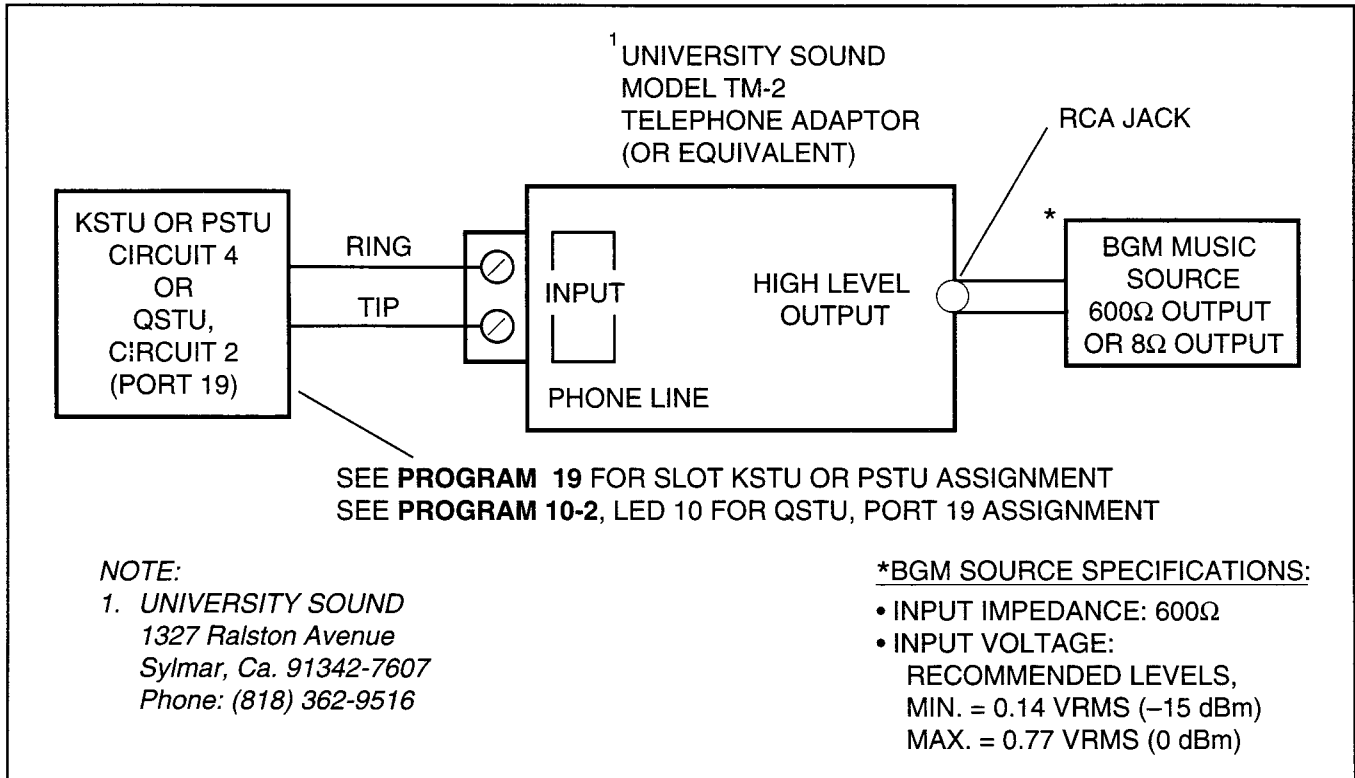 1 UNIVERSITY SOUND
MODEL TM-2
TELEPHONE ADAPTOR
(OR EQUIVALENT)
RCA JACK
KSTU OR PSTU
CIRCUIT 4
OR
QSTU,
CIRCUIT 2
(PORT 19)
RING
TIP
INPUT
PHONE LINE
HIGH LEVEL
OUTPUT
*
BGM MUSIC
SOURCE
600Ω OUTPUT
OR 8Ω OUTPUT
SEE PROGRAM 19 FOR SLOT KSTU OR PSTU ASSIGNMENT
SEE PROGRAM 10-2, LED 10 FOR QSTU, PORT 19 ASSIGNMENT
NOTE:
1. UNIVERSITY SOUND
1327 Ralston Avenue
Sylmar, Ca. 91342-7607
Phone: (818) 362-9516
*BGM SOURCE SPECIFICATIONS:
• INPUT IMPEDANCE: 600Ω
• INPUT VOLTAGE:
RECOMMENDED LEVELS,
MIN. = 0.14 VRMS (–15 dBm)
MAX. = 0.77 VRMS (0 dBm)